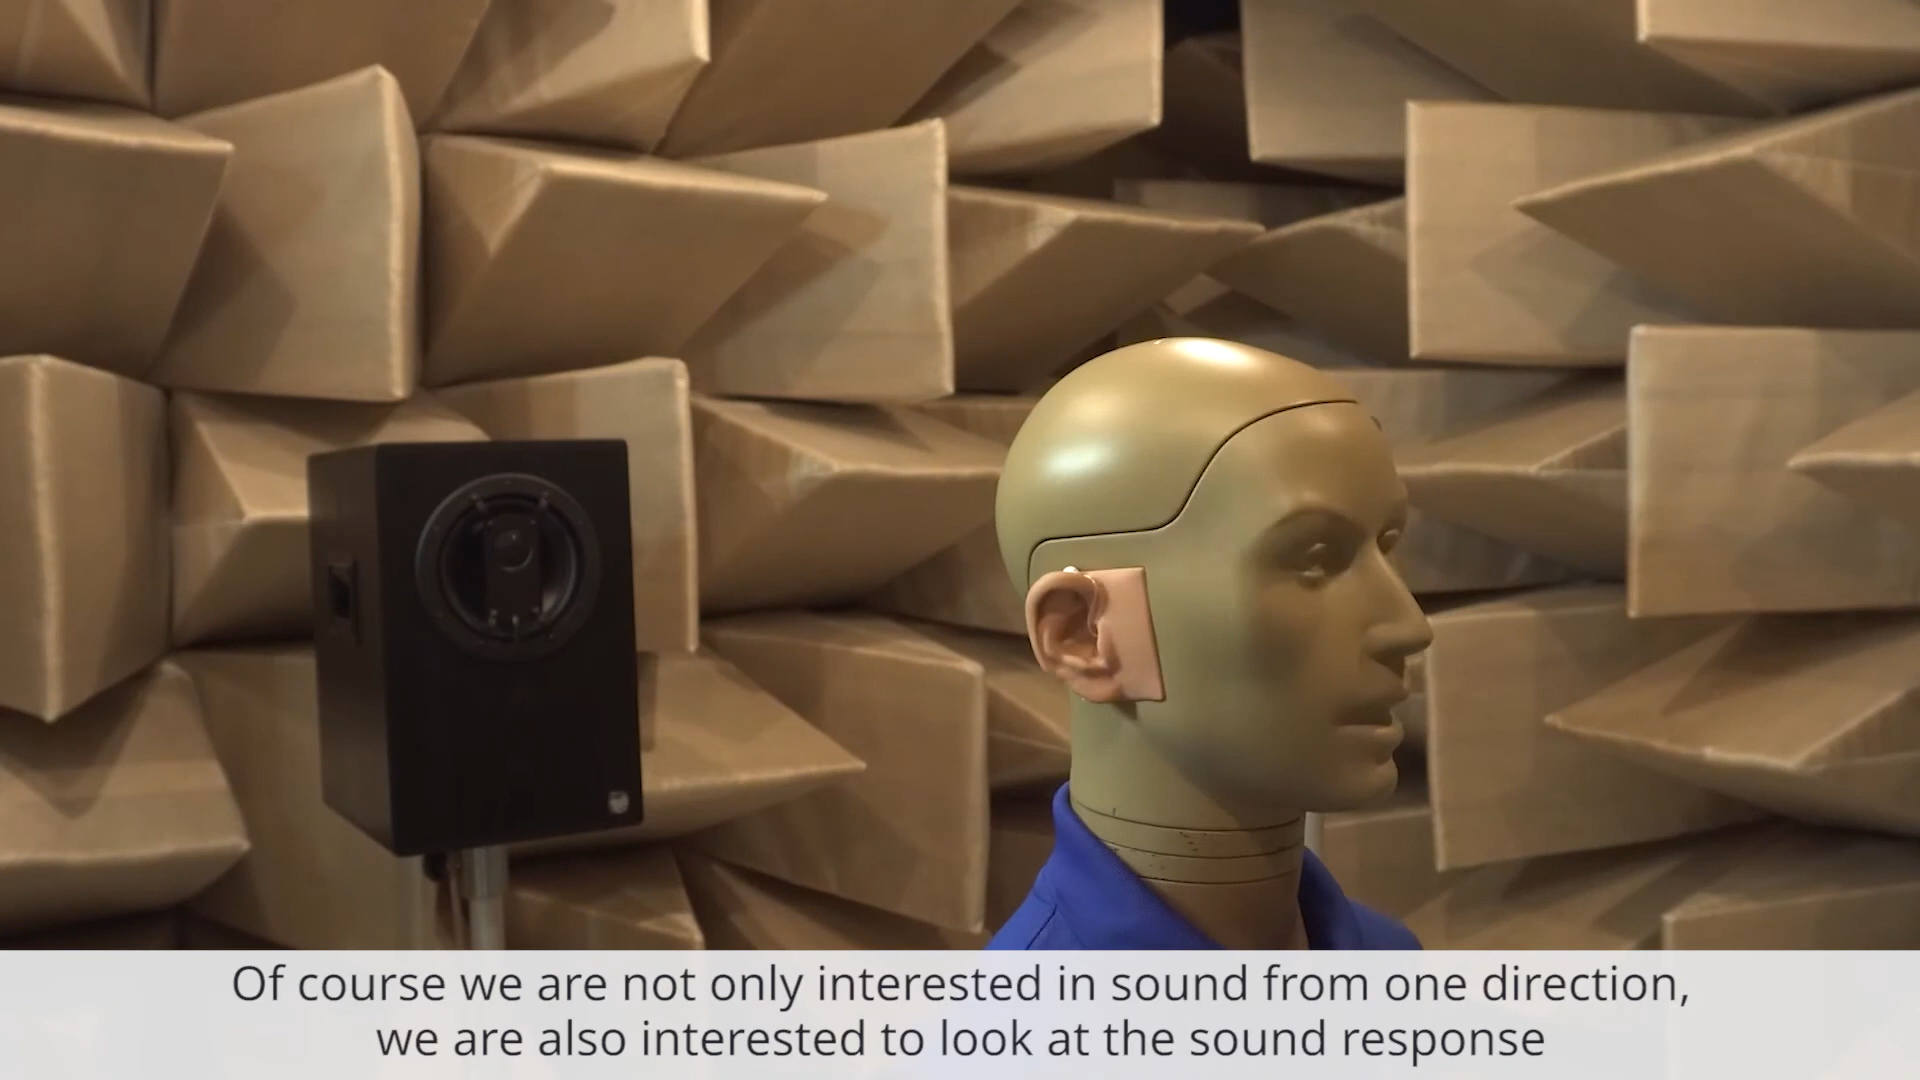 Of course we are not only interested in sound from one direction,
we are also interested to look at the sound response